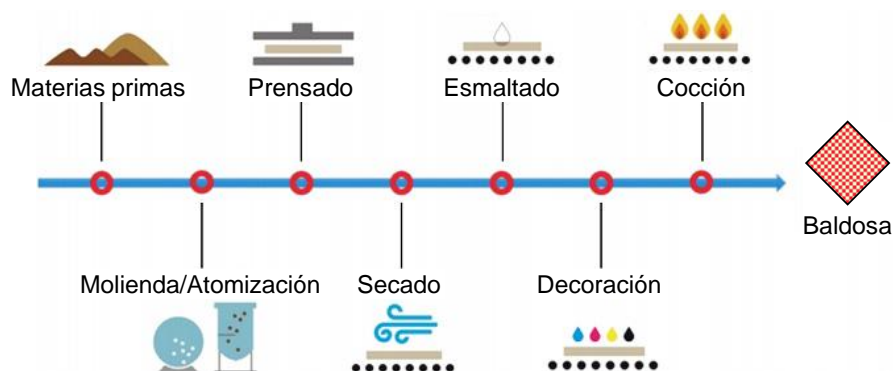 Materias primas
Prensado
Esmaltado
Cocción
Baldosa
Molienda/Atomización
Secado
Decoración